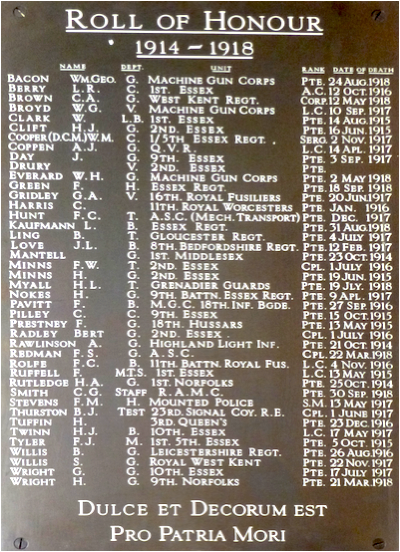 ROLL OF HONOUR
1914 – 1918
NAME DEPT. UNIT RANK DATE OF DEATH
BACON WM.GEO. G. MACHINE GUN CORPS PTE. 24 AUG.1918
BERRY L.R. C. 1ST. ESSEX A.C. 12 OCT.1916
BROWN C.A. G. WEST KENT REGT. CORP. 12 MAY 1918
BROYD W.G. V. MACHINE GUN CORPS L.C. 10 SEP. 1917
CLARK W. L.B. 1ST. ESSEX PTE. 14 AUG.1915
CLIFT H.J. G. 2ND. ESSEX PTE. 16 JUN. 1915
COOPER (D.C.M) W.M. C. 1/5TH ESSEX REGT. SERG. 2 NOV. 1917
COPPEN A.J. G. Q.V.R. L.C. 14 APL. 1917
DAY J. G. 9TH. ESSEX PTE. 3 SEP. 1917
DRURY V. 2ND. ESSEX PTE.
EVERARD W.H. G. MACHINE GUN CORPS PTE. 2 MAY 1918
GREEN F. H. ESSEX REGT. PTE. 18 SEP. 1918
GRIDLEY G.A. V. 16TH. ROYAL FUSILIERS PTE. 20 JUN.1917
HARRIS C. 11TH. ROYAL WORCESTERS PTE. JAN. 1916
HUNT F.C. T. A.S.C. (MECH. TRANSPORT) PTE. DEC. 1917
KAUFMANN L. B. ESSEX REGT. PTE. 31 AUG.1918
LING B. T. GLOUCESTER REGT. PTE. 4 JULY 1917
LOVE J.L. B. 8TH. BEDFORDSHIRE REGT. PTE. 12 FEB. 1917
MANTELL G. 1ST. MIDDLESEX PTE. 23 OCT.1914
MINNS F.W. T. 2ND. ESSEX CPL. 1 JULY 1916
MINNS H. G. 2ND. ESSEX PTE. 19 JUN. 1915
MYALL H.L. T. GRENADIER GUARDS PTE. 19 JLY. 1918
NOKES H. G. 9TH. BATTN. ESSEX REGT. PTE. 9 APL. 1917
PAVITT F. B. M.G.C. 18TH. INF. BGDE. PTE. 27 SEP 1916
PILLEY C. C. 9TH. ESSEX PTE. 15 OCT.1915
PRESTNEY F. G. 18TH. HUSSARS PTE. 13 MAY 1915
RADLEY BERT G. 2ND. ESSEX CPL. 1 JULY 1916
RAWLINSON A. G. HIGHLAND LIGHT INF. PTE. 21 OCT.1914
REDMAN F.S. G. A.S.C. CPL. 22 MAR.1918
ROLFE F.C. B. 11TH. BATTN. ROYAL FUS. L.C. 4 NOV. 1916
RUFFELL F. M.T.S. 1ST. ESSEX L.C. 13 MAY 1915
RUTLEDGE H.A. G. 1ST. NORFOLKS PTE. 25 OCT.1914
SMITH C.G. STAFF R.A.M.C. PTE. 30 SEP. 1918
STEVENS F.M. H. MOUNTED POLICE S.M. 13 MAY 1917
THURSTON B.J. TEST 23RD. SIGNAL COY. R.E. CPL. 1 JUNE 1917
TUFFIN H. 3RD. QUEEN'S PTE. 23 DEC.1916
TWINN H.J. B. 10TH. ESSEX L.C. 17 MAY 1917
TYLER F.J. M. 1ST. 5TH. ESSEX PTE. 5 OCT 1915
WILLIS B. G. LEICESTERSHIRE REGT. PTE. 26 AUG.1916
WILLIS S. G. ROYAL WEST KENT PTE. 22 NOV. 1917
WRIGHT G. G. 10TH. ESSEX PTE. 17 JULY 1917
WRIGHT H. G. 9TH. NORFOLKS PTE. 21 MAR.1918
DULCE ET DECORUM EST
PRO PATRIA MORI